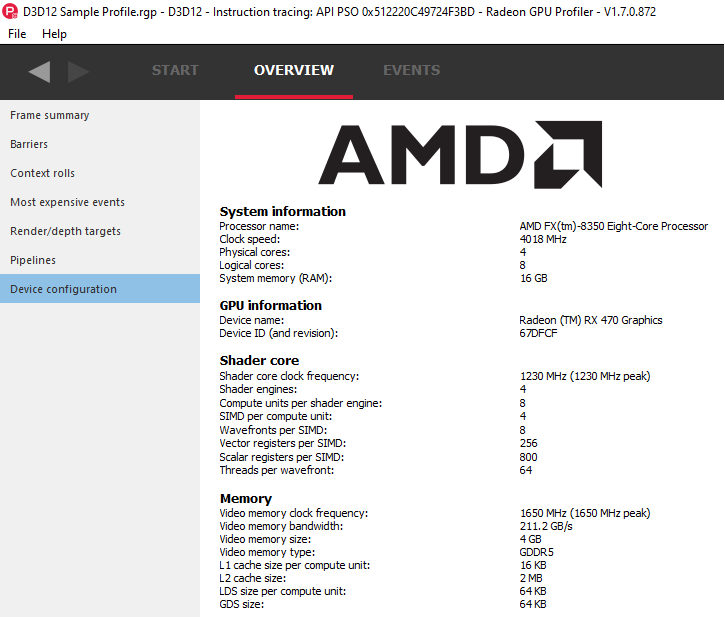 D3D12 Sample Profile.rgp - D3D12 - Instruction tracing: API PSO 0x512220C49724F3BD - Radeon GPU Profiler - V1.7.0.872
File Help
START OVERVIEW EVENTS
Frame summary
Barriers
Context rolls
Most expensive events
Render/depth targets
Pipelines
Device configuration
AMD
System information
Processor name: AMD FX(tm)-8350 Eight-Core Processor
Clock speed: 4018 MHz
Physical cores: 4
Logical cores: 8
System memory (RAM): 16 GB
GPU information
Device name: Radeon (TM) RX 470 Graphics
Device ID (and revision): 67DFCF
Shader core
Shader core clock frequency: 1230 MHz (1230 MHz peak)
Shader engines: 4
Compute units per shader engine: 8
SIMD per compute unit: 4
Wavefronts per SIMD: 8
Vector registers per SIMD: 256
Scalar registers per SIMD: 800
Threads per wavefront: 64
Memory
Video memory clock frequency: 1650 MHz (1650 MHz peak)
Video memory bandwidth: 211.2 GB/s
Video memory size: 4 GB
Video memory type: GDDR5
L1 cache size per compute unit: 16 KB
L2 cache size: 2 MB
LDS size per compute unit: 64 KB
GDS size: 64 KB